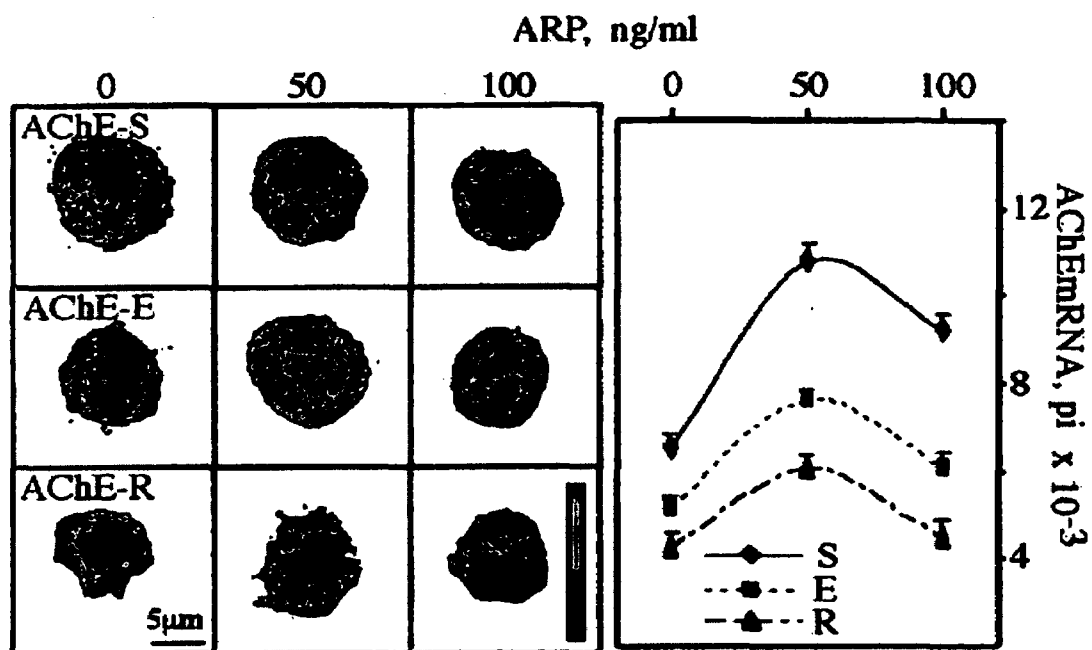 ARP, ng/ml
0 50 100
0 50 100
AChE-S
AChE-E
AChE-R
5µm
12
8
4
AChEmRNA, pi x 10-3
S
E
R